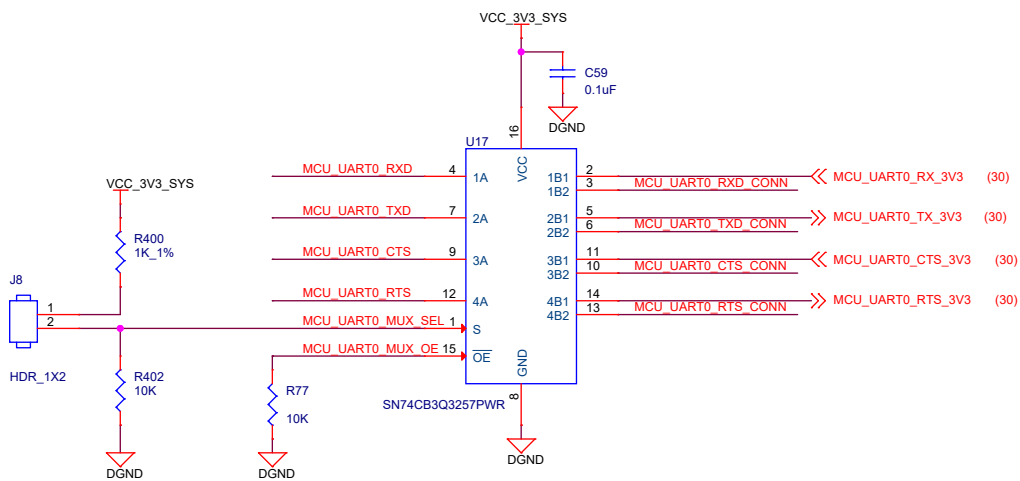 VCC_3V3_SYS
C59
0.1uF
DGND
16
U17
VCC
MCU_UART0_RXD 4 1A
1B1 2 MCU_UART0_RX_3V3 (30)
1B2 3 MCU_UART0_RXD_CONN
VCC_3V3_SYS
MCU_UART0_TXD 7 2A
2B1 5 MCU_UART0_TX_3V3 (30)
2B2 6 MCU_UART0_TXD_CONN
R400
1K_1%
MCU_UART0_CTS 9 3A
3B1 11 MCU_UART0_CTS_3V3 (30)
3B2 10 MCU_UART0_CTS_CONN
J8
MCU_UART0_RTS 12 4A
4B1 14 MCU_UART0_RTS_3V3 (30)
4B2 13 MCU_UART0_RTS_CONN
1
2
MCU_UART0_MUX_SEL 1 S
MCU_UART0_MUX_OE 15 OE
GND
HDR_1X2
R402
10K
R77
10K
8
SN74CB3Q3257PWR
DGND
DGND
DGND